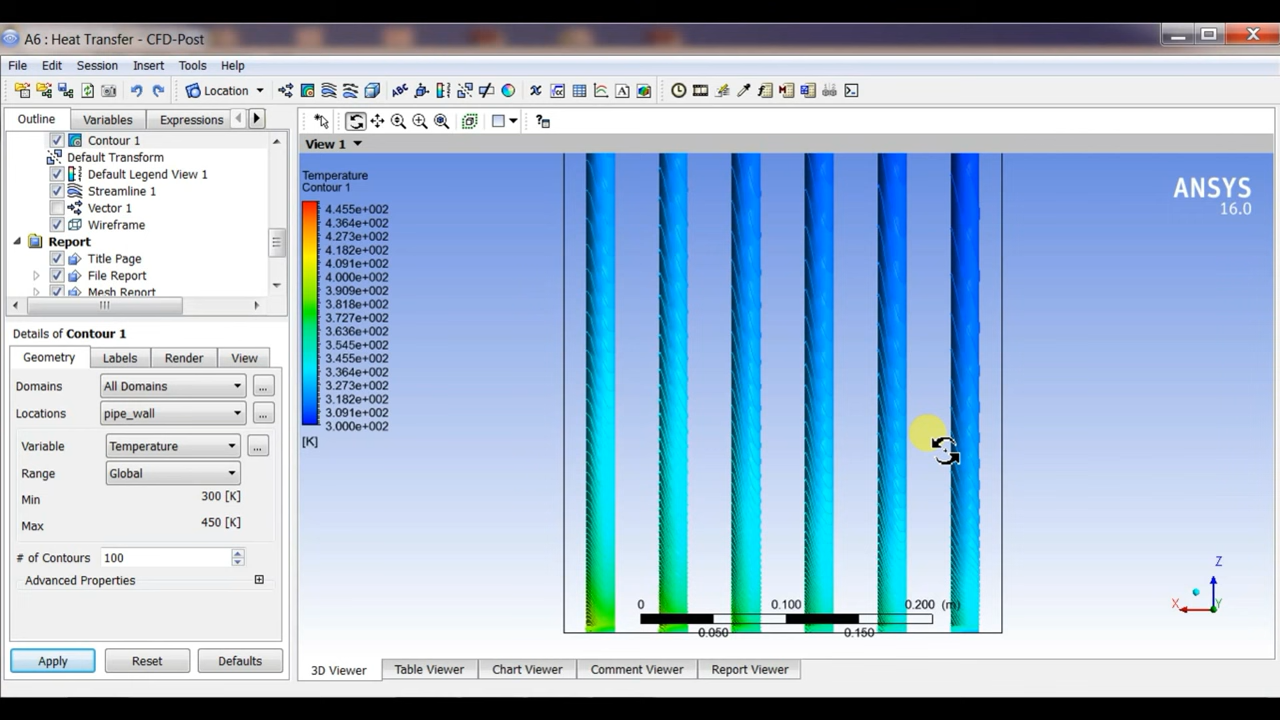 A6 : Heat Transfer - CFD-Post
File Edit Session Insert Tools Help
Location
Outline Variables Expressions
Contour 1
Default Transform
Default Legend View 1
Streamline 1
Vector 1
Wireframe
Report
Title Page
File Report
Mesh Report
Details of Contour 1
Geometry Labels Render View
Domains All Domains ...
Locations pipe_wall ...
Variable Temperature ...
Range Global
Min 300 [K]
Max 450 [K]
# of Contours 100
Advanced Properties
Apply Reset Defaults
View 1
Temperature
Contour 1
4.455e+002
4.364e+002
4.273e+002
4.182e+002
4.091e+002
4.000e+002
3.909e+002
3.818e+002
3.727e+002
3.636e+002
3.545e+002
3.455e+002
3.364e+002
3.273e+002
3.182e+002
3.091e+002
3.000e+002
[K]
ANSYS
16.0
0 0.100 0.200 (m)
0.050 0.150
Z
X Y
3D Viewer Table Viewer Chart Viewer Comment Viewer Report Viewer